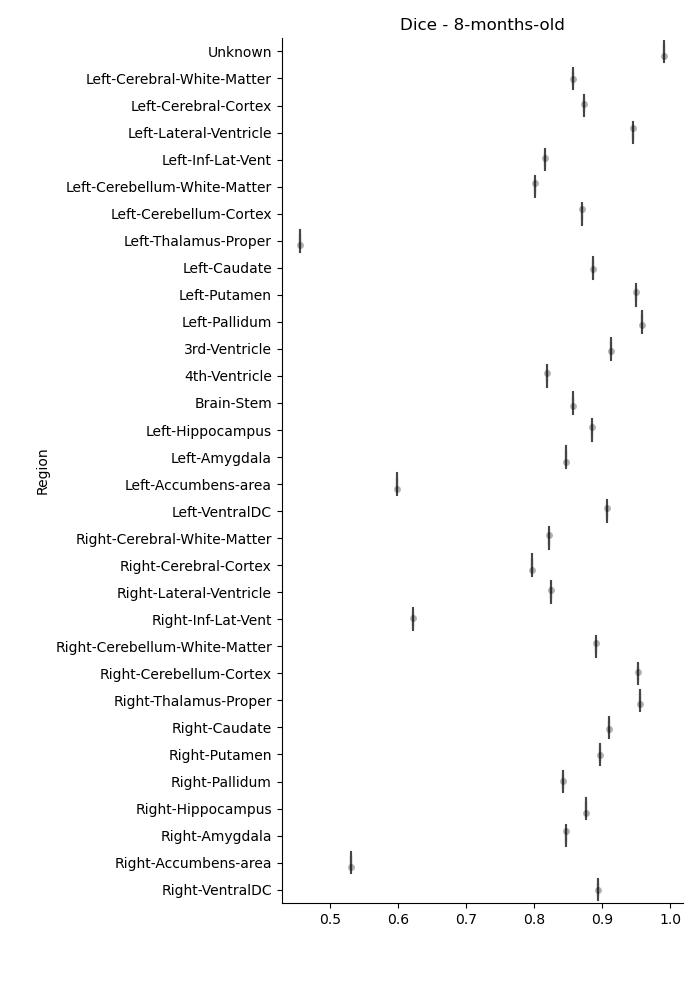 Dice - 8-months-old
Unknown
Left-Cerebral-White-Matter
Left-Cerebral-Cortex
Left-Lateral-Ventricle
Left-Inf-Lat-Vent
Left-Cerebellum-White-Matter
Left-Cerebellum-Cortex
Left-Thalamus-Proper
Left-Caudate
Left-Putamen
Left-Pallidum
3rd-Ventricle
4th-Ventricle
Brain-Stem
Left-Hippocampus
Left-Amygdala
Left-Accumbens-area
Left-VentralDC
Right-Cerebral-White-Matter
Right-Cerebral-Cortex
Right-Lateral-Ventricle
Right-Inf-Lat-Vent
Right-Cerebellum-White-Matter
Right-Cerebellum-Cortex
Right-Thalamus-Proper
Right-Caudate
Right-Putamen
Right-Pallidum
Right-Hippocampus
Right-Amygdala
Right-Accumbens-area
Right-VentralDC
Region
0.5 0.6 0.7 0.8 0.9 1.0